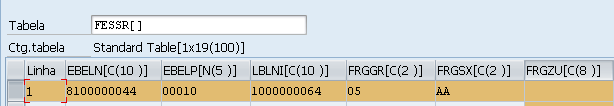 Tabela FESSR[]
Ctg.tabela Standard Table[1x19(100)]
Linha EBELN[C(10 )] EBELP[N(5 )] LBLNI[C(10 )] FRGGR[C(2 )] FRGSX[C(2 )] FRGZU[C(8 )]
1 8100000044 00010 1000000064 05 AA